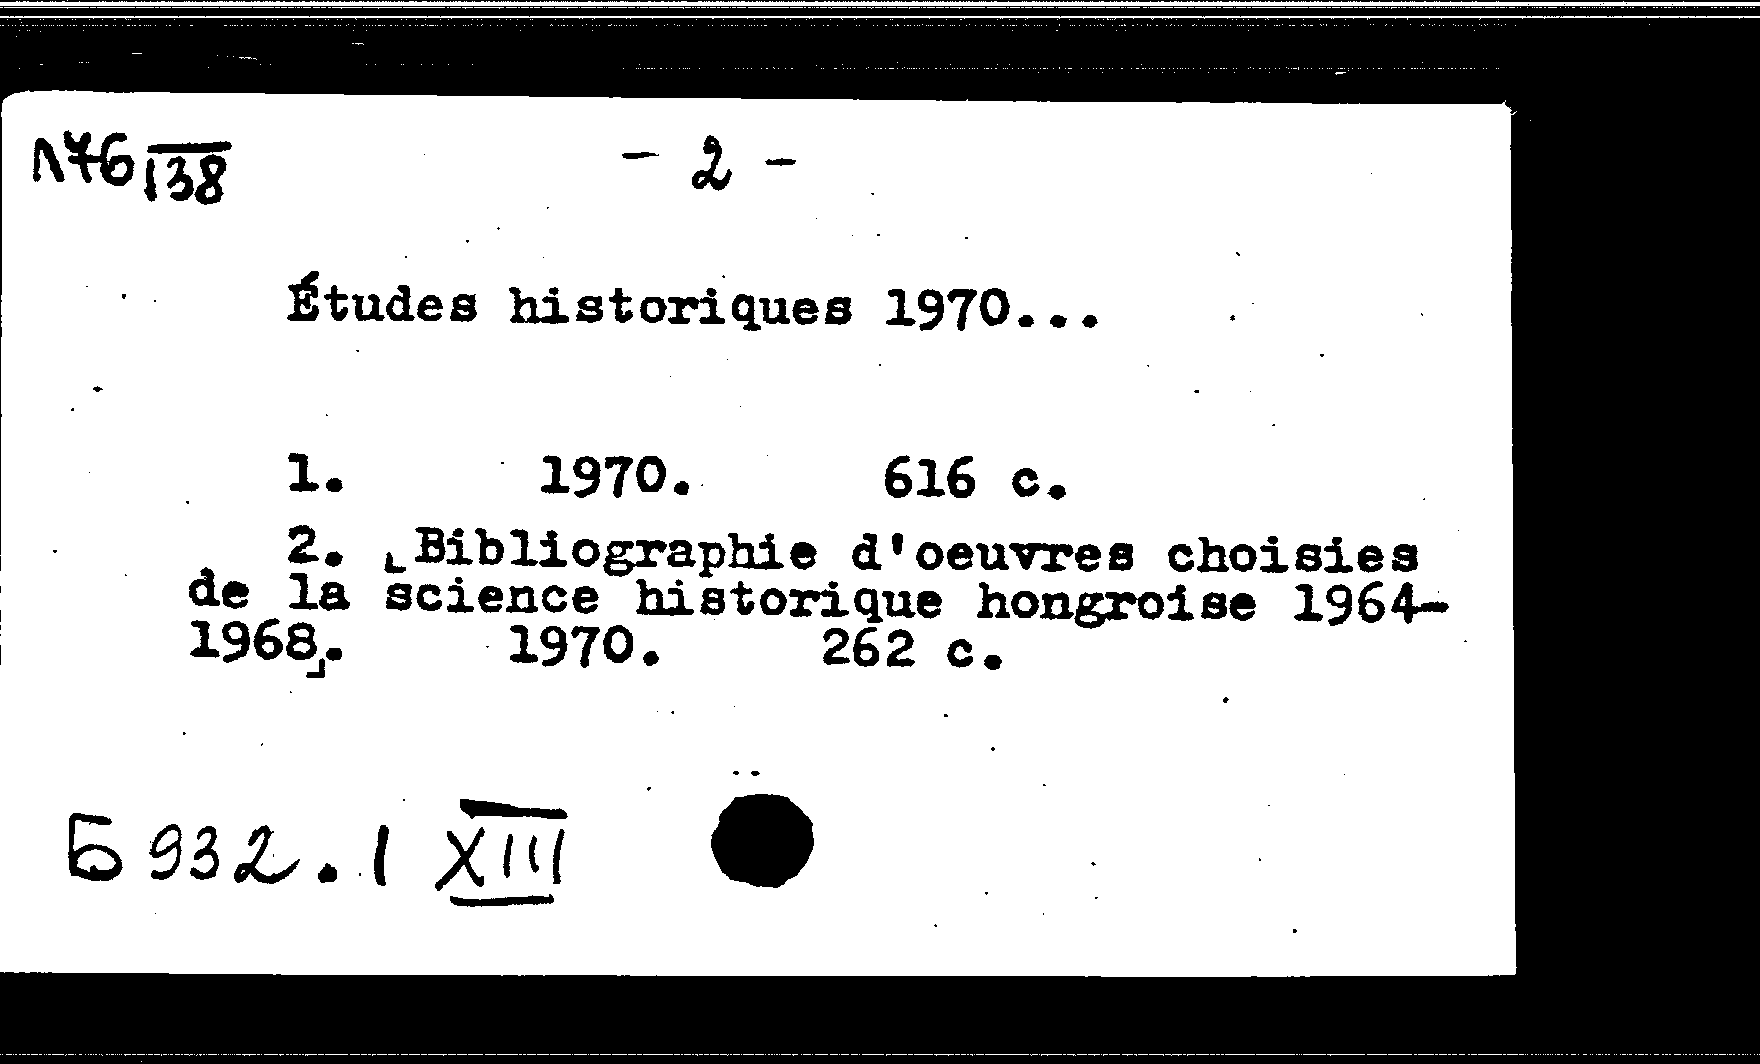 Л76/138 - 2 -
Études historiques 1970...
1. 1970. 616 с.
2. [Bibliographie d'oeuvres choisies
de la science historique hongroise 1964-
1968]. 1970. 262 с.
Б 932.1 XIII